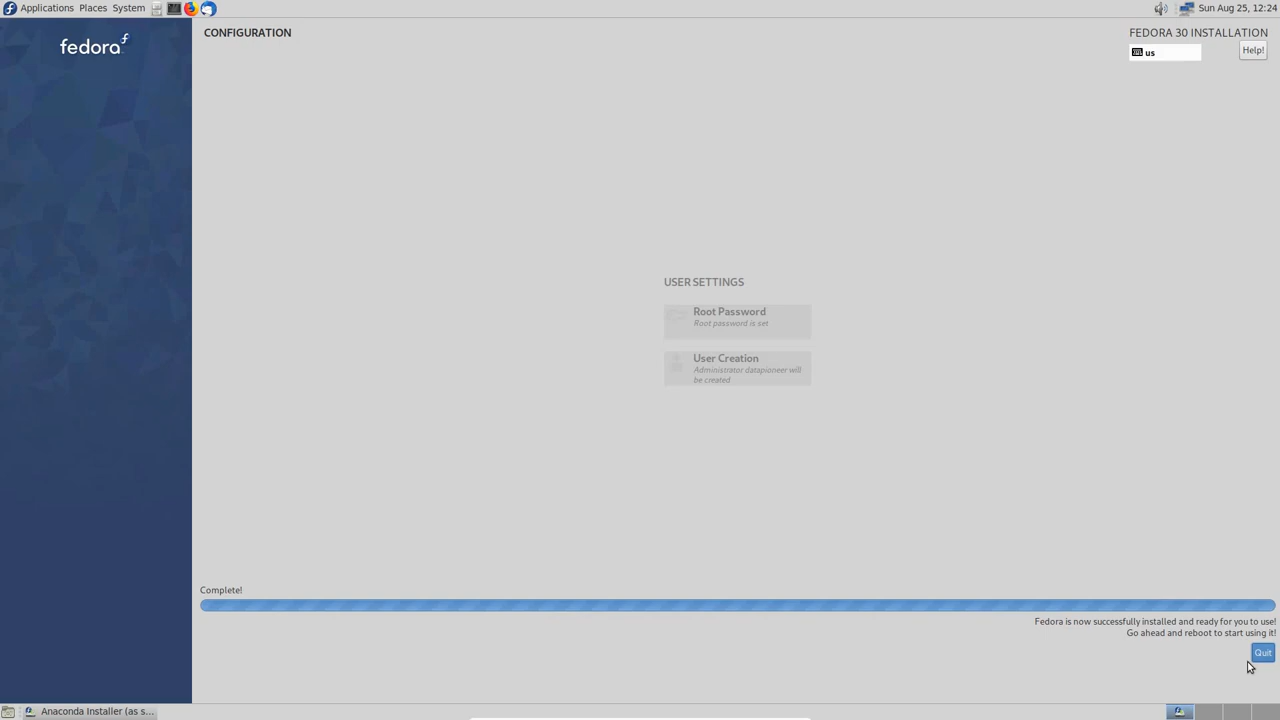 Applications Places System
Sun Aug 25, 12:24
fedora
CONFIGURATION
FEDORA 30 INSTALLATION
us
Help!
USER SETTINGS
Root Password
Root password is set
User Creation
Administrator datapioneer will
be created
Complete!
Fedora is now successfully installed and ready for you to use!
Go ahead and reboot to start using it!
Quit
Anaconda Installer (as s...